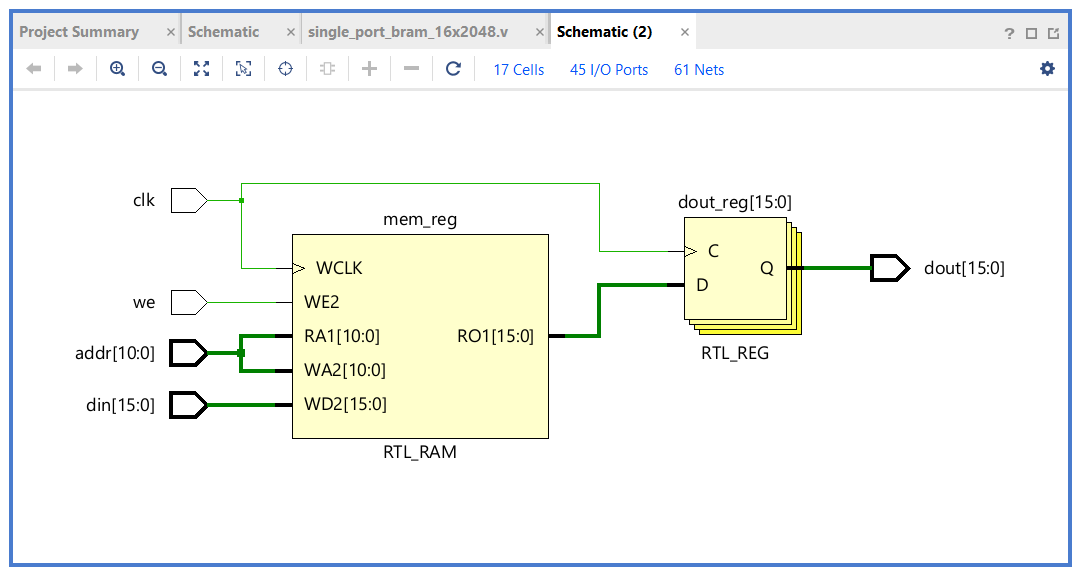 Project Summary × Schematic × single_port_bram_16x2048.v × Schematic (2) × ?
17 Cells 45 I/O Ports 61 Nets
clk
mem_reg
dout_reg[15:0]
WCLK
C
D
Q
dout[15:0]
we
WE2
addr[10:0]
RA1[10:0]
RO1[15:0]
WA2[10:0]
din[15:0]
WD2[15:0]
RTL_REG
RTL_RAM